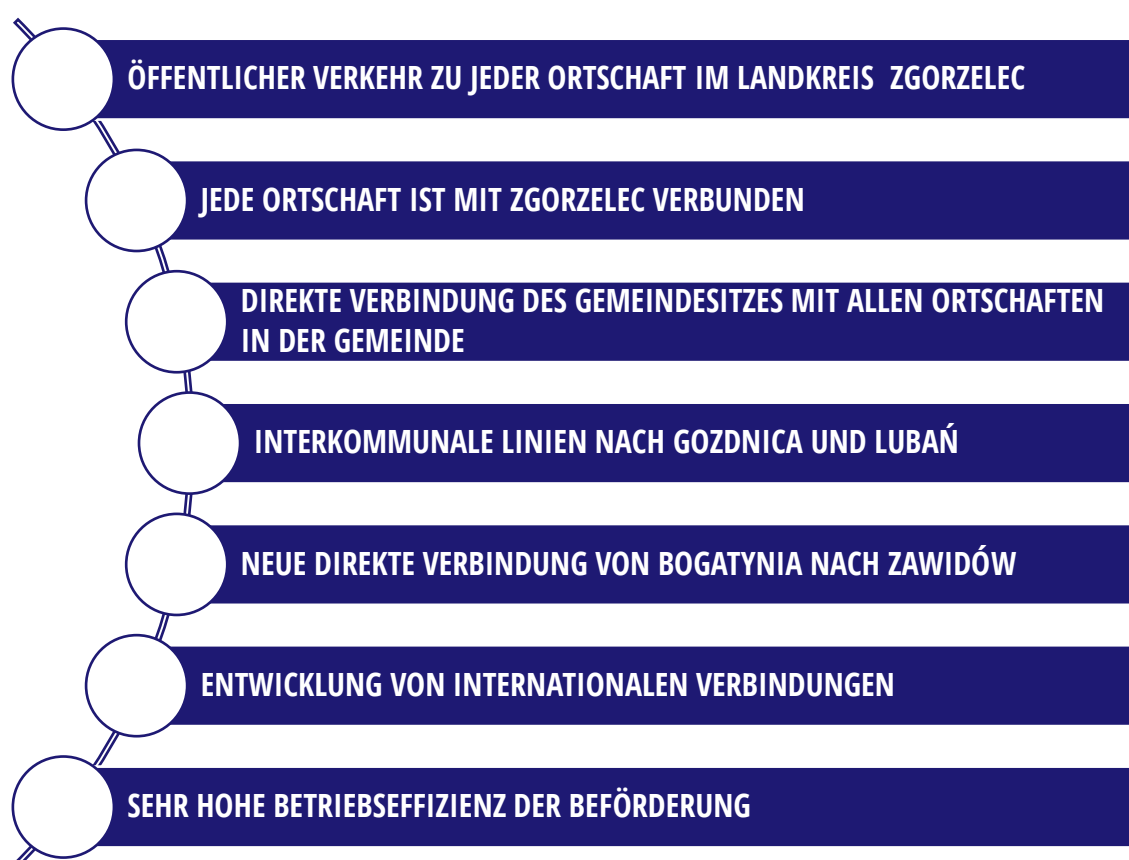 ÖFFENTLICHER VERKEHR ZU JEDER ORTSCHAFT IM LANDKREIS ZGORZELEC
JEDE ORTSCHAFT IST MIT ZGORZELEC VERBUNDEN
DIREKTE VERBINDUNG DES GEMEINDESITZES MIT ALLEN ORTSCHAFTEN
IN DER GEMEINDE
INTERKOMMUNALE LINIEN NACH GOZDNICA UND LUBAŃ
NEUE DIREKTE VERBINDUNG VON BOGATYNIA NACH ZAWIDÓW
ENTWICKLUNG VON INTERNATIONALEN VERBINDUNGEN
SEHR HOHE BETRIEBSEFFIZIENZ DER BEFÖRDERUNG